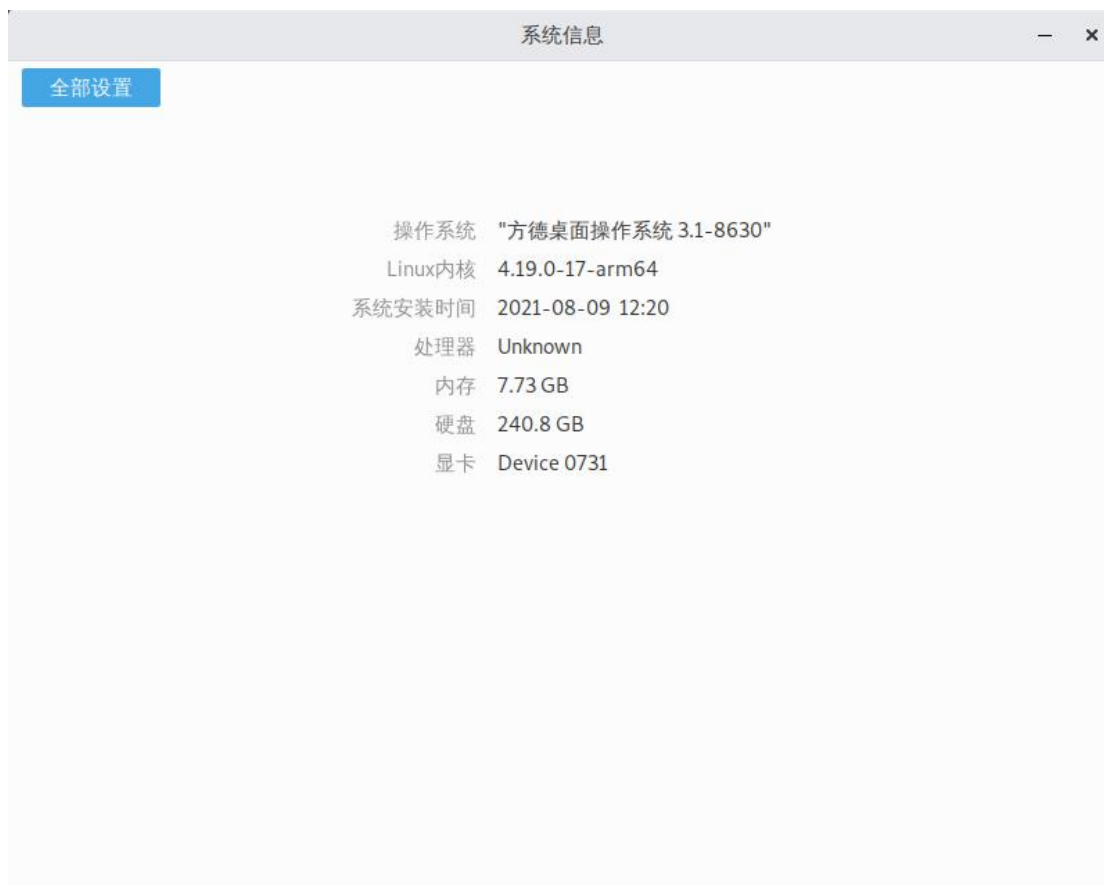 系统信息
全部设置
操作系统 "方德桌面操作系统 3.1-8630"
Linux内核 4.19.0-17-arm64
系统安装时间 2021-08-09 12:20
处理器 Unknown
内存 7.73 GB
硬盘 240.8 GB
显卡 Device 0731